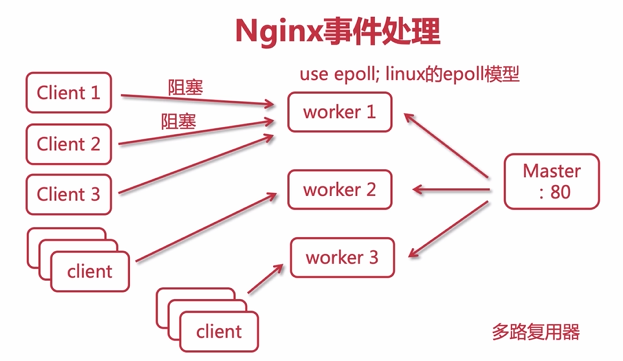 Nginx事件处理
use epoll; linux的epoll模型
Client 1
阻塞
worker 1
Client 2
阻塞
Client 3
Master
: 80
worker 2
client
worker 3
client
多路复用器